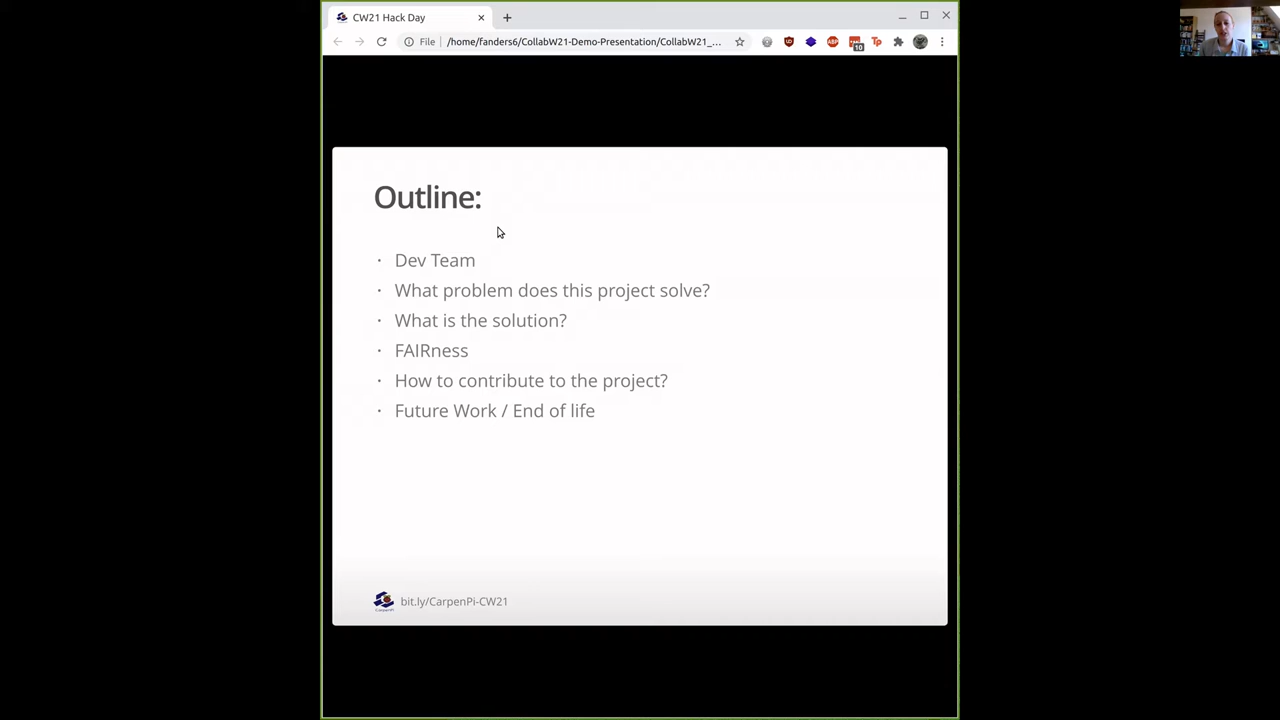 CW21 Hack Day
File /home/fanders6/CollabW21-Demo-Presentation/CollabW21_...
10
Outline:
· Dev Team
· What problem does this project solve?
· What is the solution?
· FAIRness
· How to contribute to the project?
· Future Work / End of life
bit.ly/CarpenPi-CW21